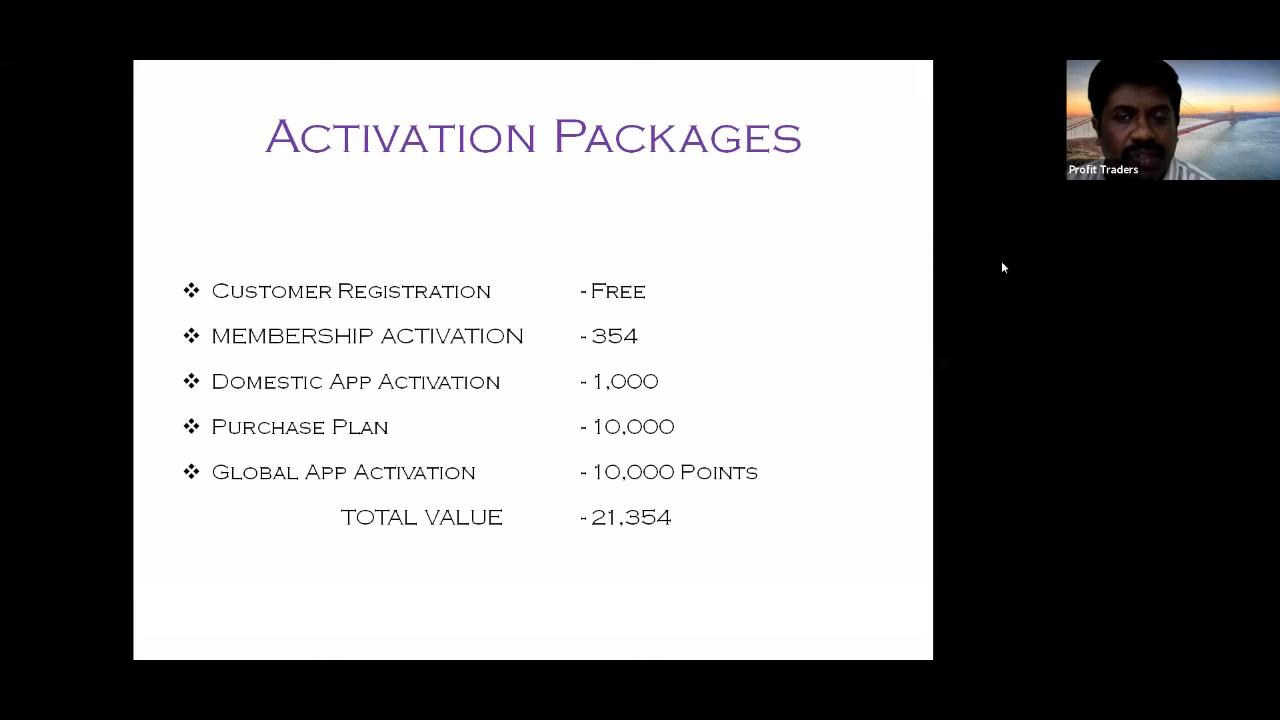 Activation Packages
❖ Customer Registration - Free
❖ MEMBERSHIP ACTIVATION - 354
❖ Domestic App Activation - 1,000
❖ Purchase Plan - 10,000
❖ Global App Activation - 10,000 Points
TOTAL VALUE - 21,354
Profit Traders